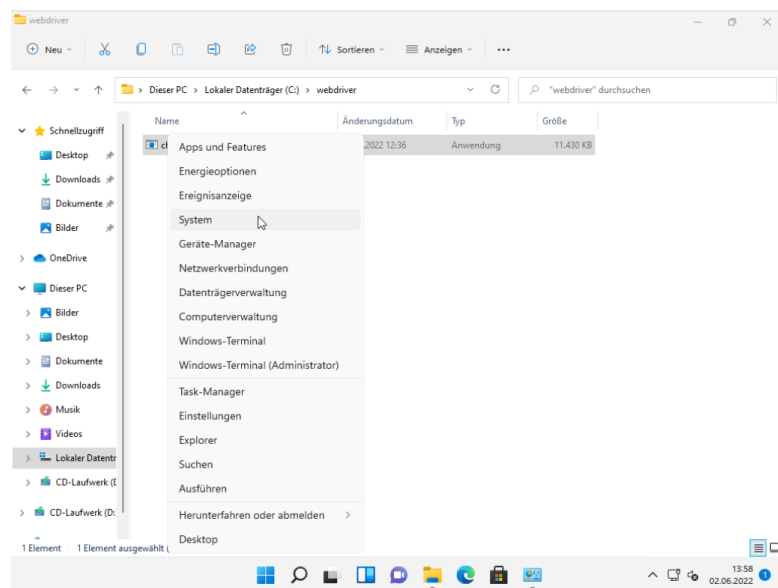 webdriver
Neu
Sortieren
Anzeigen
Dieser PC
Lokaler Datenträger (C:)
webdriver
"webdriver" durchsuchen
Name
Änderungsdatum
Typ
Größe
.2022 12:36
Anwendung
11.430 KB
Schnellzugriff
Desktop
Downloads
Dokumente
Bilder
OneDrive
Dieser PC
Bilder
Desktop
Dokumente
Downloads
Musik
Videos
Lokaler Datentr
CD-Laufwerk (D
CD-Laufwerk (D:
Apps und Features
Energieoptionen
Ereignisanzeige
System
Geräte-Manager
Netzwerkverbindungen
Datenträgerverwaltung
Computerverwaltung
Windows-Terminal
Windows-Terminal (Administrator)
Task-Manager
Einstellungen
Explorer
Suchen
Ausführen
Herunterfahren oder abmelden
Desktop
1 Element
1 Element ausgewählt (
13:58
02.06.2022
1